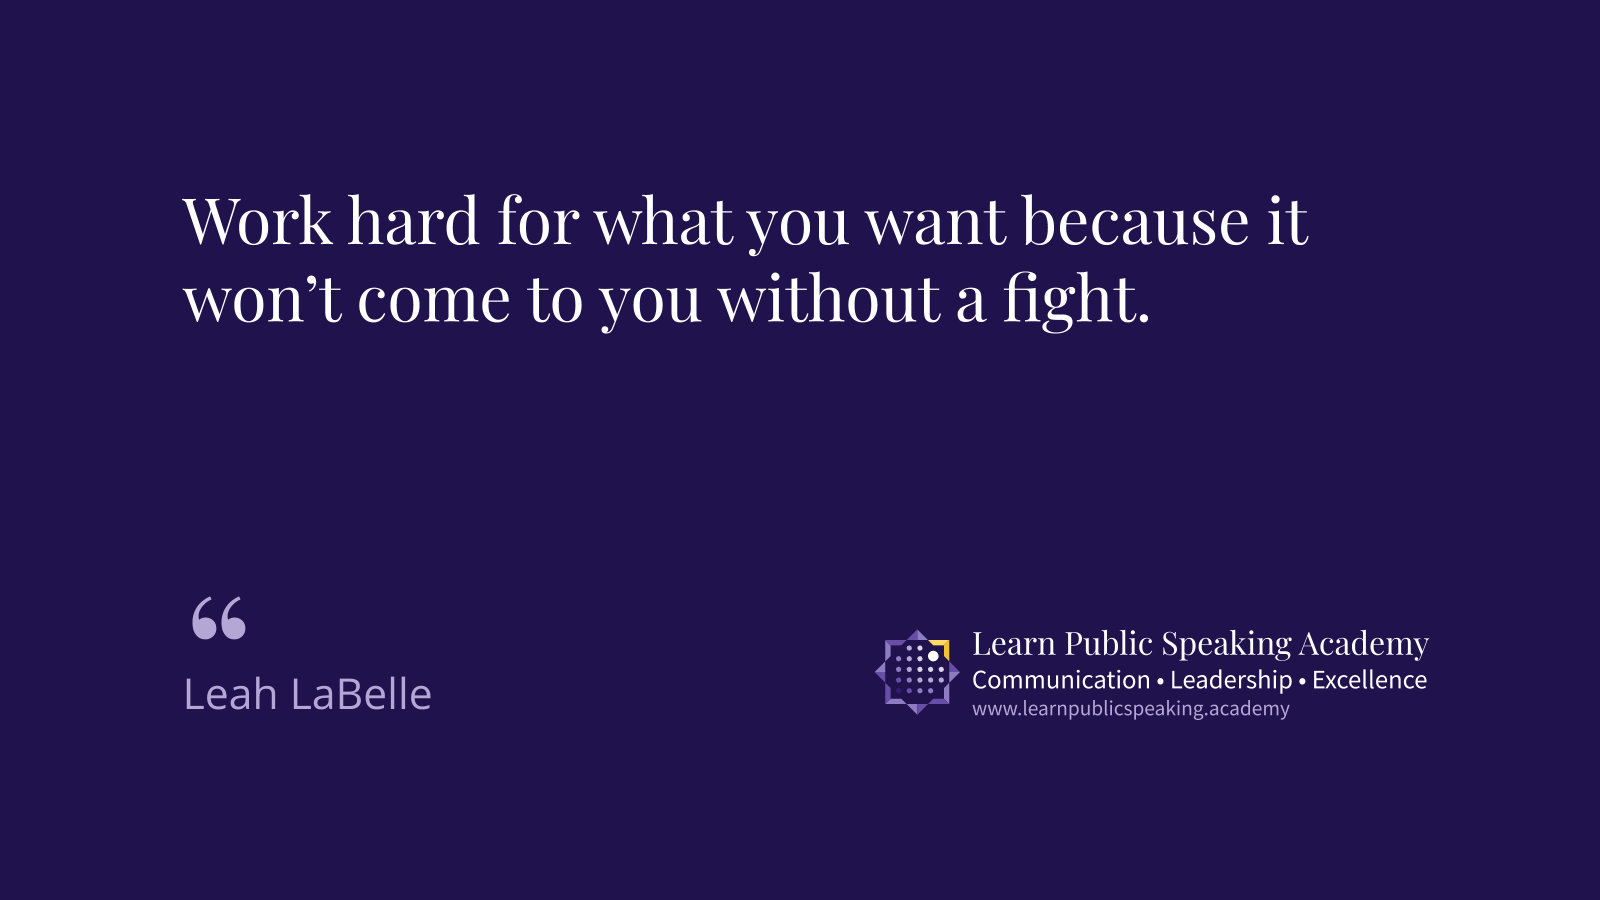 Work hard for what you want because it
won’t come to you without a fight.
“
Leah LaBelle
Learn Public Speaking Academy
Communication • Leadership • Excellence
www.learnpublicspeaking.academy